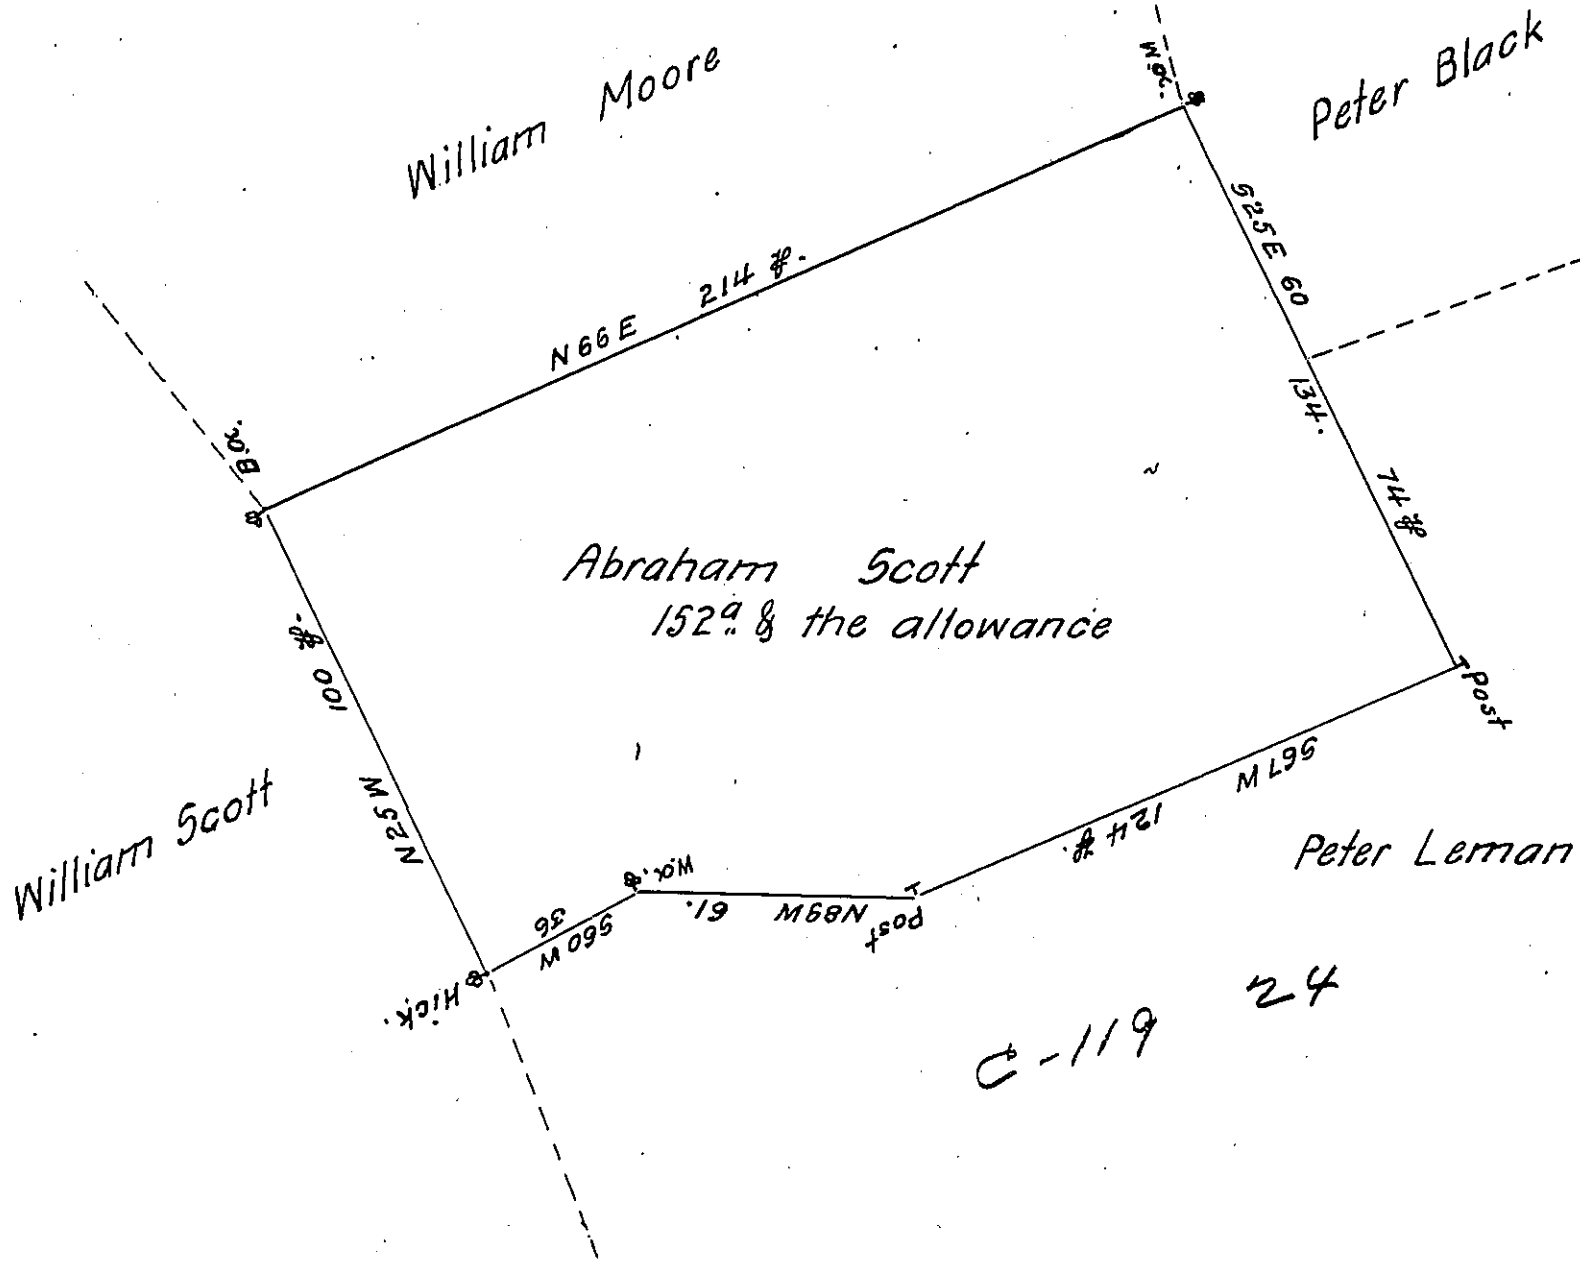 William Moore
W.o.
Peter Black
N66E 214 p.
S25E 60
134.
74 p
B.o.
Abraham Scott
152a. & the allowance
100 p.
N25W
Post
S67W
124 p.
William Scott
Peter Leman
W.o.
N89W 61.
Post
S60W
36
Hick.
C-119 24